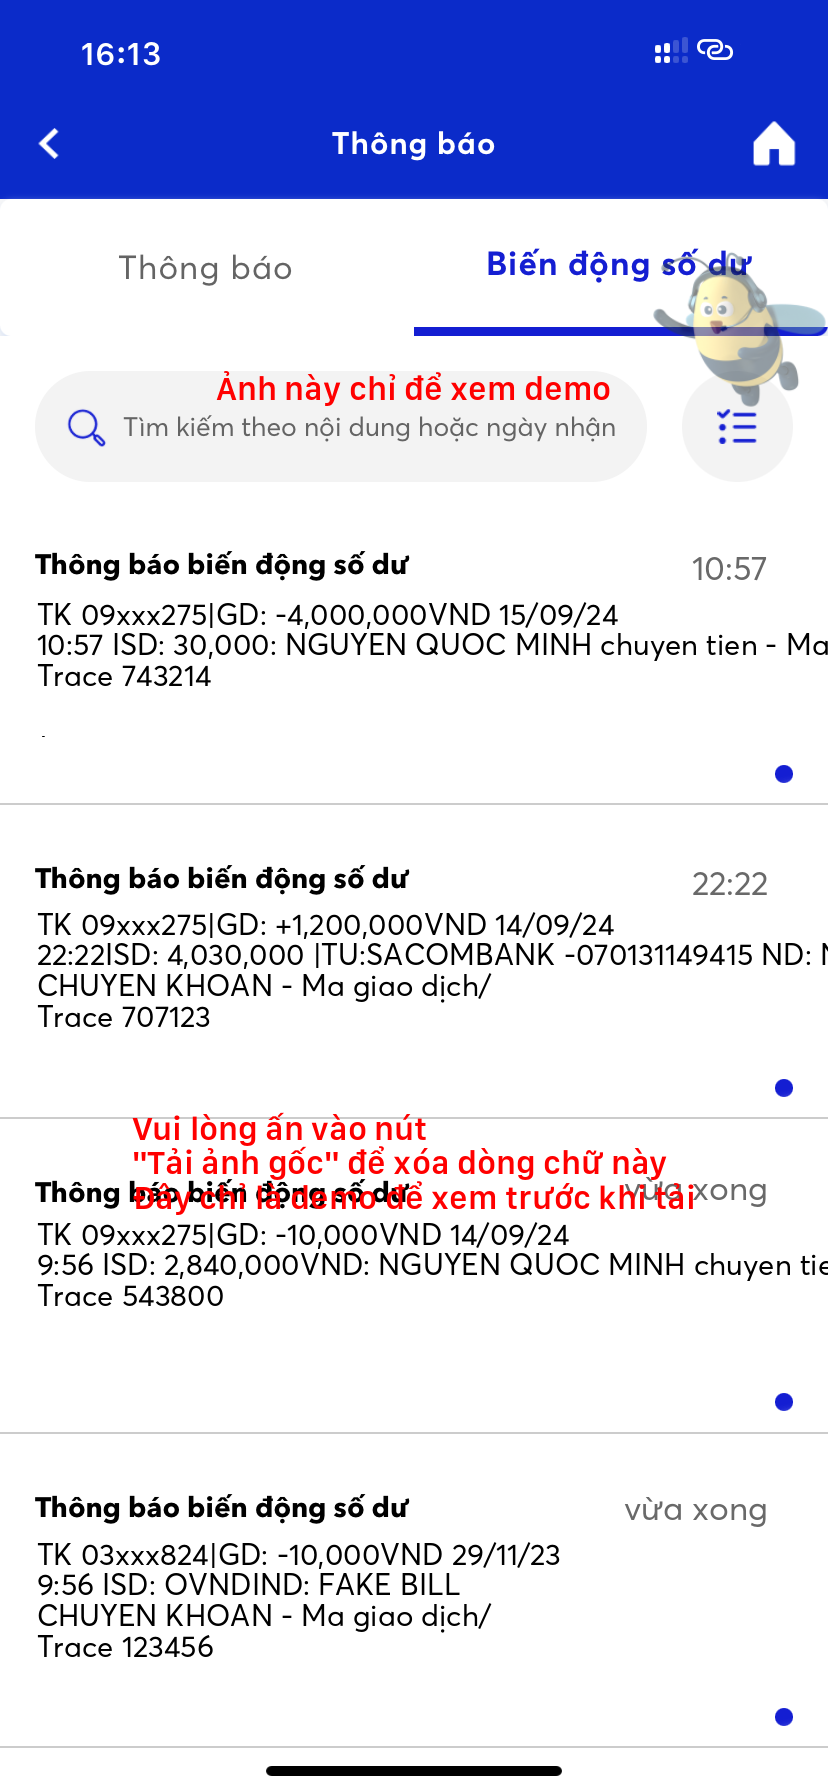 16:13
Thông báo
Thông báo
Biến động số dư
Ảnh này chỉ để xem demo
Tìm kiếm theo nội dung hoặc ngày nhận
Thông báo biến động số dư
10:57
TK 09xxx275|GD: -4,000,000VND 15/09/24
10:57 ISD: 30,000: NGUYEN QUOC MINH chuyen tien - Ma
Trace 743214
.
Thông báo biến động số dư
22:22
TK 09xxx275|GD: +1,200,000VND 14/09/24
22:22ISD: 4,030,000 |TU:SACOMBANK -070131149415 ND:
CHUYEN KHOAN - Ma giao dịch/
Trace 707123
Vui lòng ấn vào nút
"Tải ảnh gốc" để xóa dòng chữ này
Đây chỉ là demo để xem trước khi tải
Thông báo biến động số dư
vừa xong
TK 09xxx275|GD: -10,000VND 14/09/24
9:56 ISD: 2,840,000VND: NGUYEN QUOC MINH chuyen tie
Trace 543800
Thông báo biến động số dư
vừa xong
TK 03xxx824|GD: -10,000VND 29/11/23
9:56 ISD: OVNDIND: FAKE BILL
CHUYEN KHOAN - Ma giao dịch/
Trace 123456